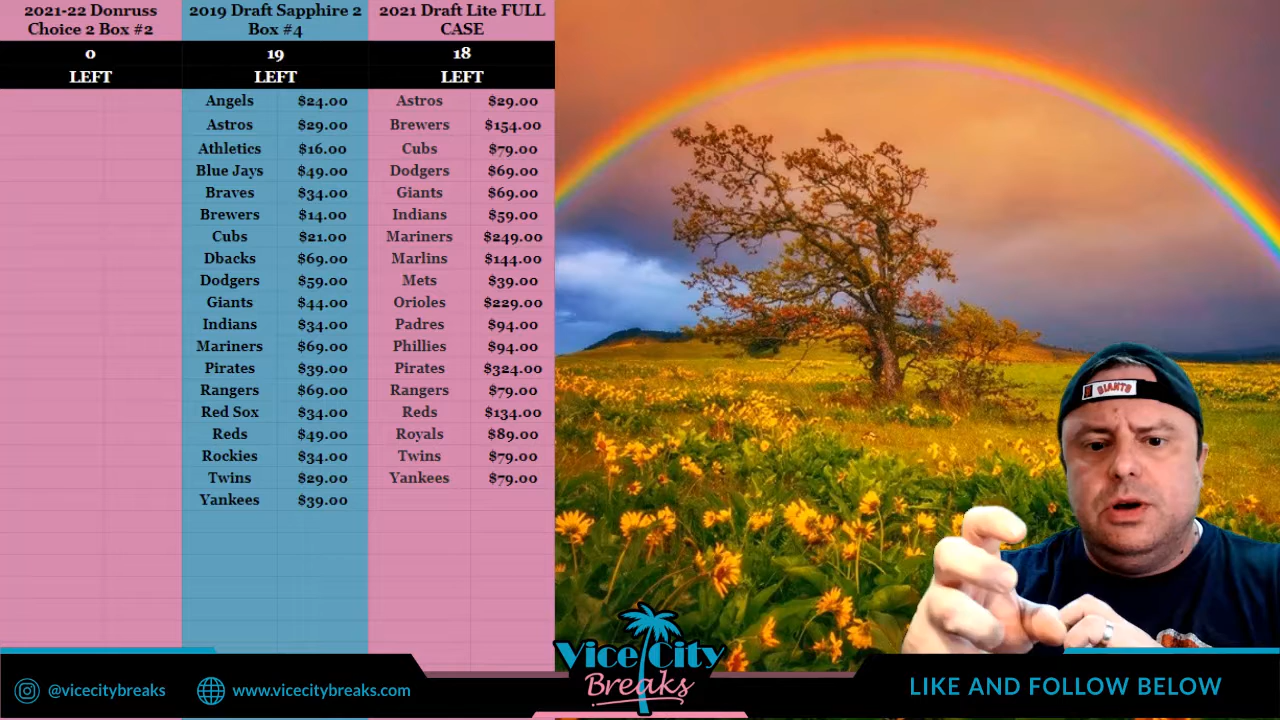 2021-22 Donruss
Choice 2 Box #2
0
LEFT
2019 Draft Sapphire 2
Box #4
19
LEFT
Angels $24.00
Astros $29.00
Athletics $16.00
Blue Jays $49.00
Braves $34.00
Brewers $14.00
Cubs $21.00
Dbacks $69.00
Dodgers $59.00
Giants $44.00
Indians $34.00
Mariners $69.00
Pirates $39.00
Rangers $69.00
Red Sox $34.00
Reds $49.00
Rockies $34.00
Twins $29.00
Yankees $39.00
2021 Draft Lite FULL
CASE
18
LEFT
Astros $29.00
Brewers $154.00
Cubs $79.00
Dodgers $69.00
Giants $69.00
Indians $59.00
Mariners $249.00
Marlins $144.00
Mets $39.00
Orioles $229.00
Padres $94.00
Phillies $94.00
Pirates $324.00
Rangers $79.00
Reds $134.00
Royals $89.00
Twins $79.00
Yankees $79.00
GIANTS
@vicecitybreaks
www.vicecitybreaks.com
Vice City
Breaks
LIKE AND FOLLOW BELOW